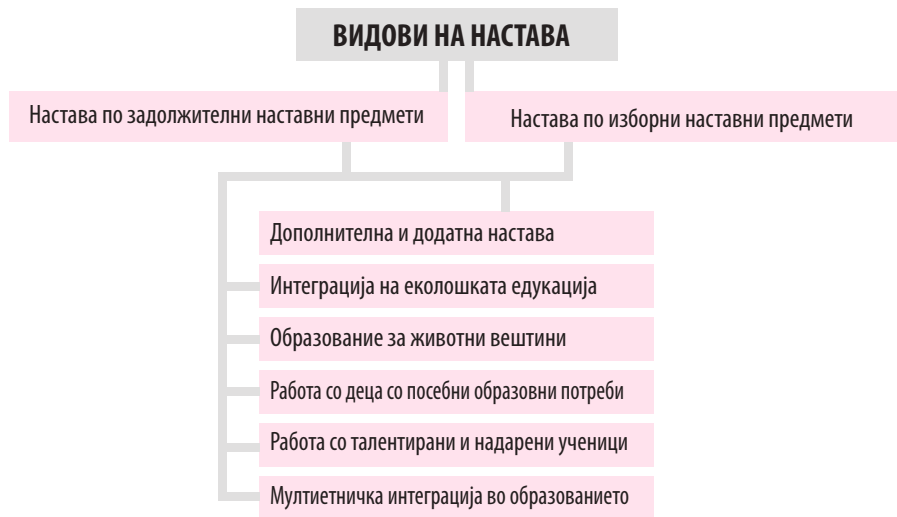 ВИДОВИ НА НАСТАВА
Настава по задолжителни наставни предмети
Настава по изборни наставни предмети
Дополнителна и додатна настава
Интеграција на еколошката едукација
Образование за животни вештини
Работа со деца со посебни образовни потреби
Работа со талентирани и надарени ученици
Мултиетничка интеграција во образованието